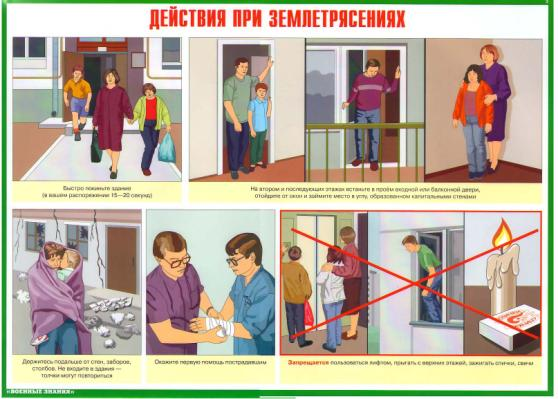 ДЕЙСТВИЯ ПРИ ЗЕМЛЕТРЯСЕНИЯХ
Быстро покиньте здание
(в вашем распоряжении 15—20 секунд)
На втором и последующих этажах встаньте в проём входной или балконной двери,
отойдите от окон и займите место в углу, образованном капитальными стенами
Держитесь подальше от стен, заборов,
столбов. Не входите в здания —
толчки могут повториться
Окажите первую помощь пострадавшим
Запрещается пользоваться лифтом, прыгать с верхних этажей, зажигать спички, свечи
«ВОЕННЫЕ ЗНАНИЯ»